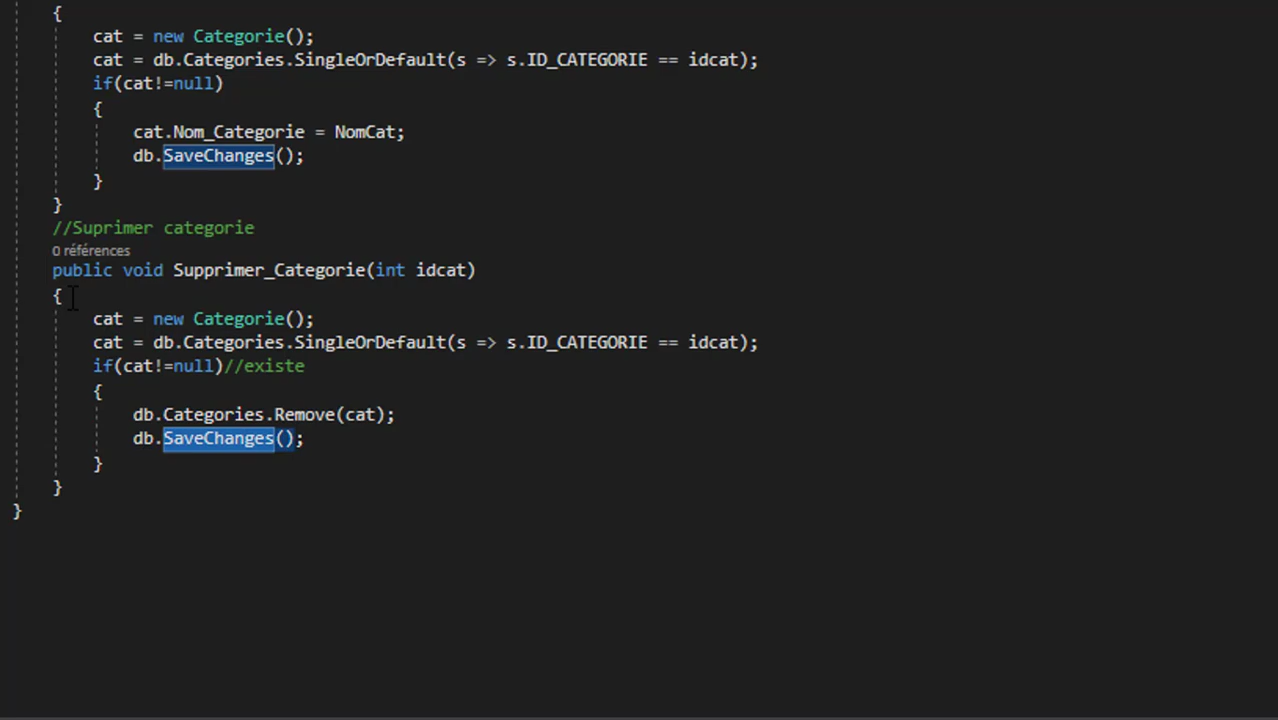 {
cat = new Categorie();
cat = db.Categories.SingleOrDefault(s => s.ID_CATEGORIE == idcat);
if(cat!=null)
{
cat.Nom_Categorie = NomCat;
db.SaveChanges();
}
}
//Suprimer categorie
0 références
public void Supprimer_Categorie(int idcat)
{
cat = new Categorie();
cat = db.Categories.SingleOrDefault(s => s.ID_CATEGORIE == idcat);
if(cat!=null)//existe
{
db.Categories.Remove(cat);
db.SaveChanges();
}
}
}